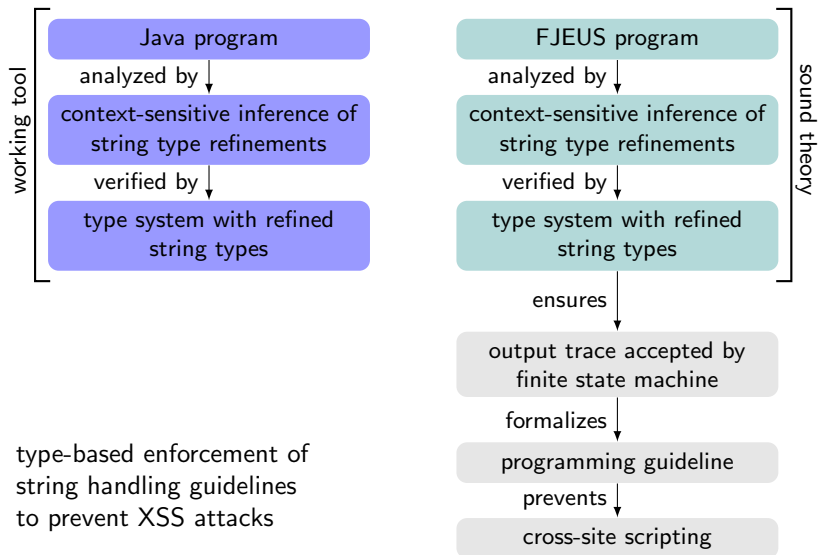 working tool
Java program
analyzed by
context-sensitive inference of
string type refinements
verified by
type system with refined
string types
FJEUS program
analyzed by
context-sensitive inference of
string type refinements
verified by
type system with refined
string types
sound theory
ensures
output trace accepted by
finite state machine
formalizes
programming guideline
prevents
cross-site scripting
type-based enforcement of
string handling guidelines
to prevent XSS attacks